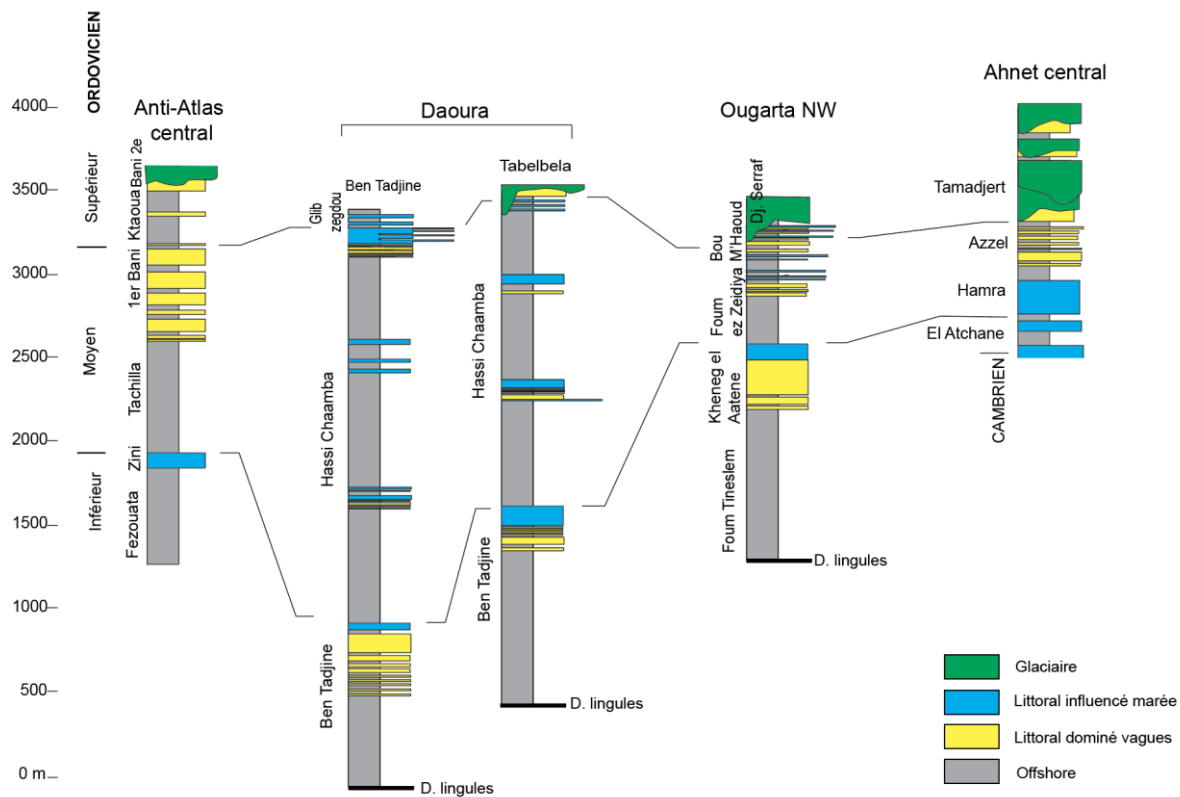 ORDOVICIEN
Supérieur
Moyen
Inférieur
4000
3500
3000
2500
2000
1500
1000
500
0 m
Anti-Atlas
central
Bani 2e
Ktaoua
1er Bani
Tachilla
Zini
Fezouata
Daoura
Ben Tadjine
Glib
zegdou
Hassi Chaamba
Ben Tadjine
D. lingules
Tabelbela
Hassi Chaamba
Ben Tadjine
D. lingules
Ougarta NW
Dj. Serraf
Bou
M'Haoud
Foum
ez Zeidiya
Kheneg el
Aatene
Foum Tineslem
D. lingules
Ahnet central
Tamadjert
Azzel
Hamra
El Atchane
CAMBRIEN
Glaciaire
Littoral influencé marée
Littoral dominé vagues
Offshore